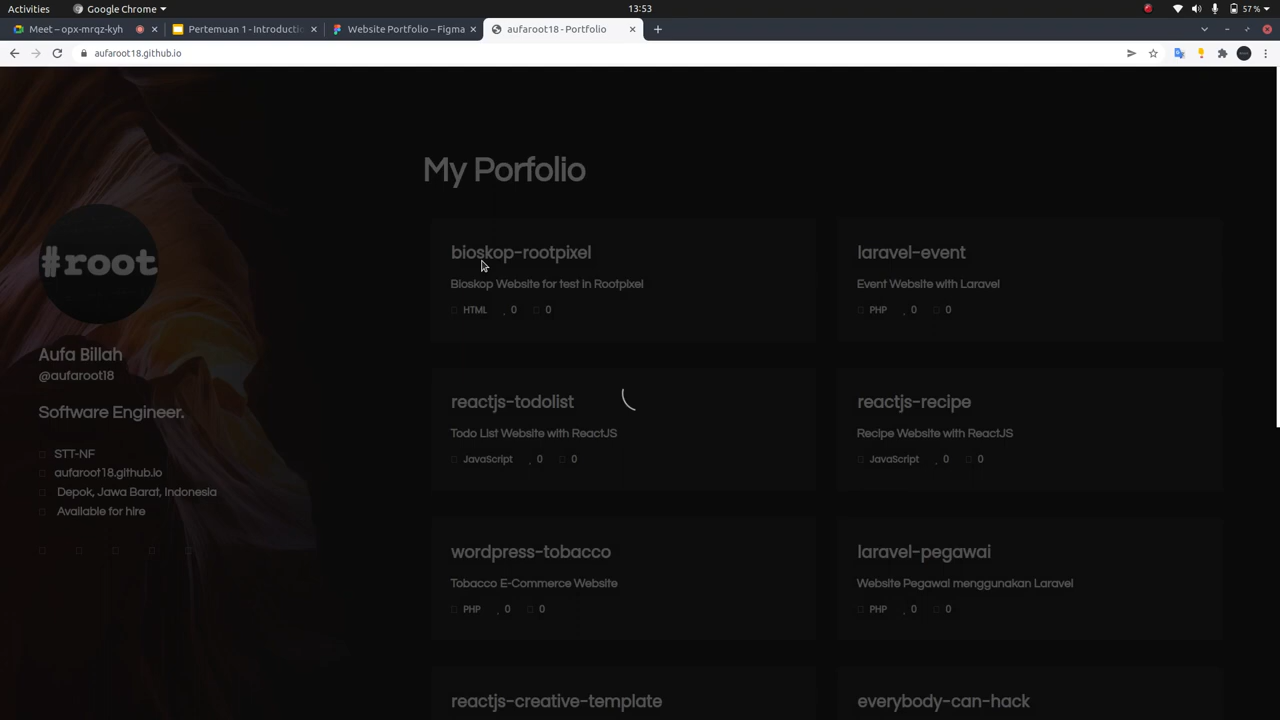 Activities
Google Chrome
13:53
57 %
Meet – opx-mrqz-kyh
Pertemuan 1 - Introductic
Website Portfolio – Figma
aufaroot18 - Portfolio
aufaroot18.github.io
#root
Aufa Billah
@aufaroot18
Software Engineer.
STT-NF
aufaroot18.github.io
Depok, Jawa Barat, Indonesia
Available for hire
My Porfolio
bioskop-rootpixel
Bioskop Website for test in Rootpixel
HTML 0 0
laravel-event
Event Website with Laravel
PHP 0 0
reactjs-todolist
Todo List Website with ReactJS
JavaScript 0 0
reactjs-recipe
Recipe Website with ReactJS
JavaScript 0 0
wordpress-tobacco
Tobacco E-Commerce Website
PHP 0 0
laravel-pegawai
Website Pegawai menggunakan Laravel
PHP 0 0
reactjs-creative-template
everybody-can-hack